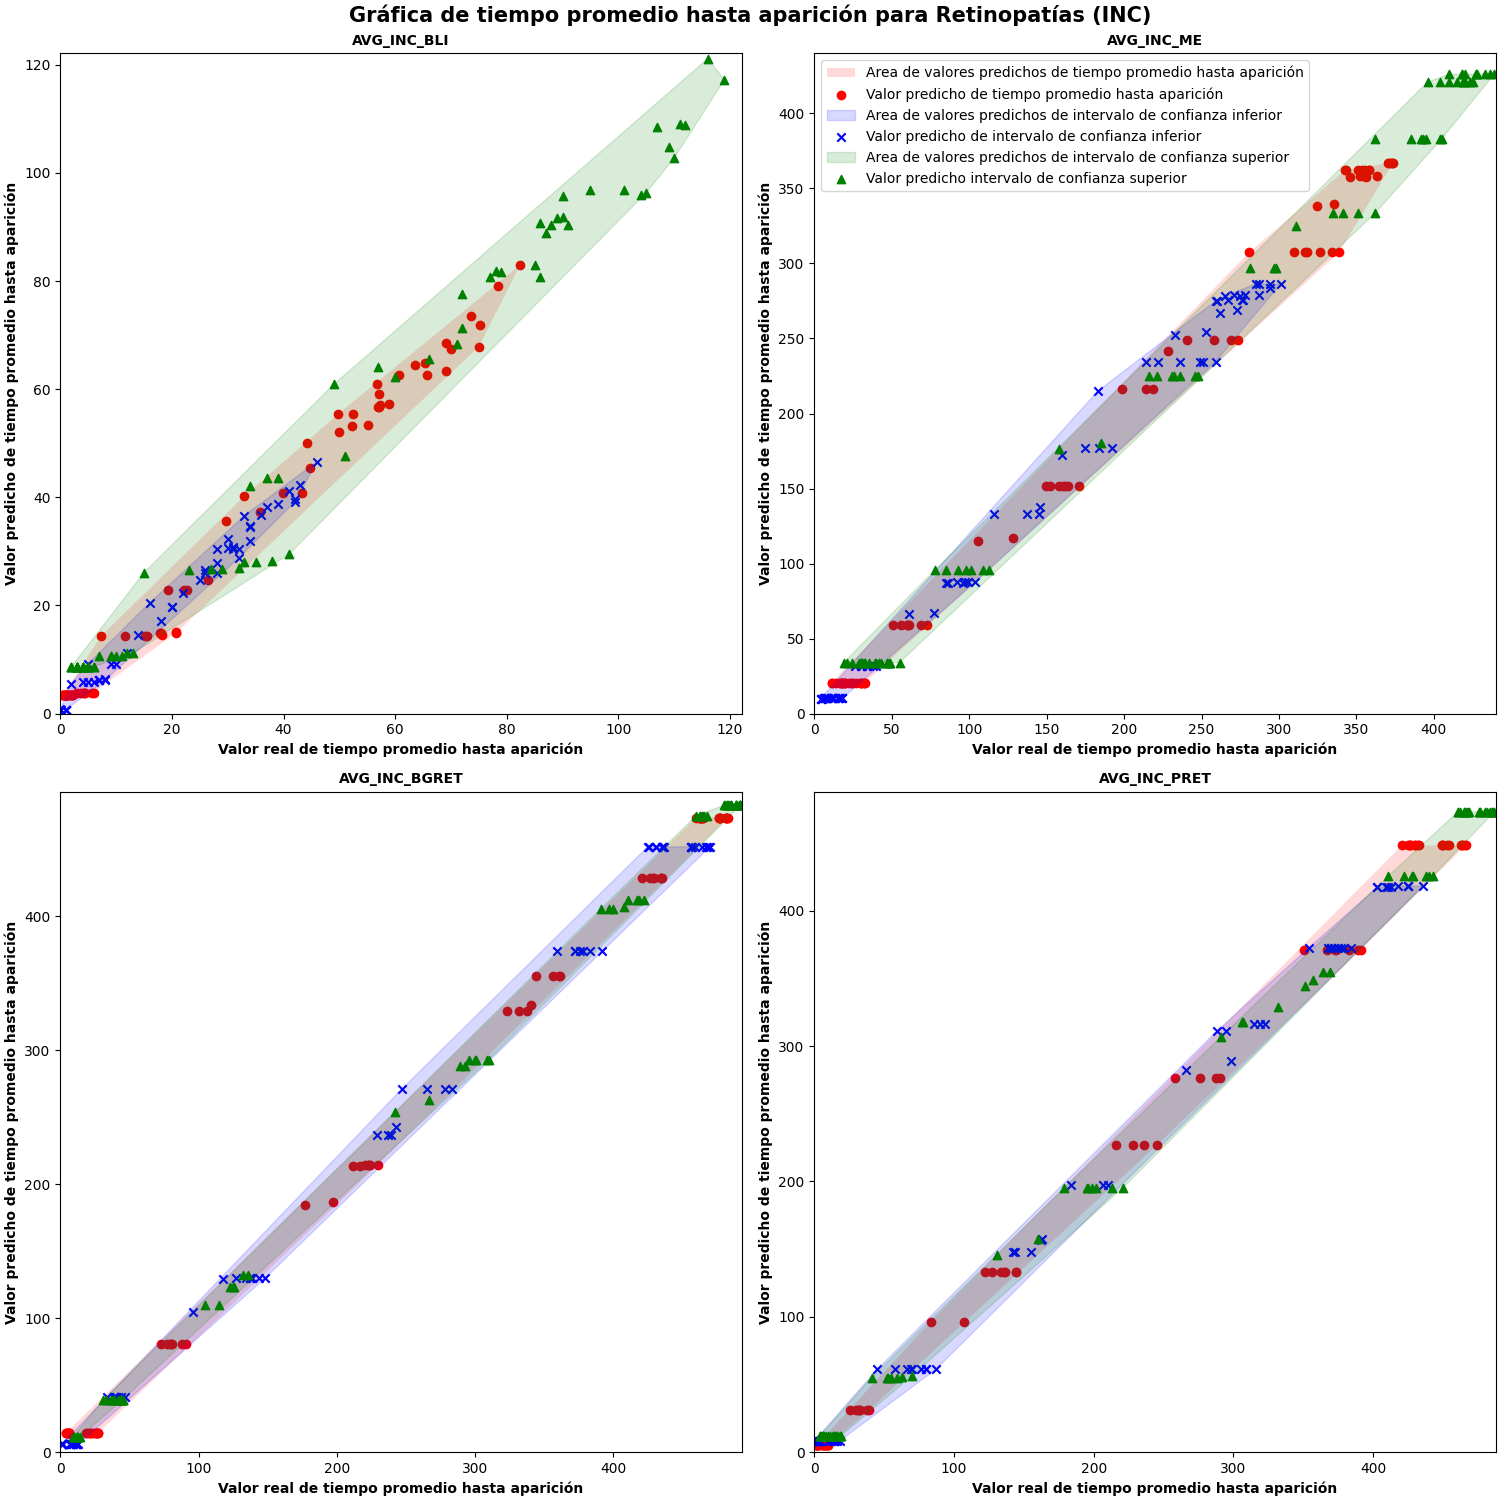 Gráfica de tiempo promedio hasta aparición para Retinopatías (INC)
AVG_INC_BLI
120
100
80
60
40
20
0
0 20 40 60 80 100 120
Valor predicho de tiempo promedio hasta aparición
Valor real de tiempo promedio hasta aparición
AVG_INC_ME
Area de valores predichos de tiempo promedio hasta aparición
Valor predicho de tiempo promedio hasta aparición
Area de valores predichos de intervalo de confianza inferior
Valor predicho de intervalo de confianza inferior
Area de valores predichos de intervalo de confianza superior
Valor predicho intervalo de confianza superior
400
350
300
250
200
150
100
50
0
0 50 100 150 200 250 300 350 400
Valor predicho de tiempo promedio hasta aparición
Valor real de tiempo promedio hasta aparición
AVG_INC_BGRET
400
300
200
100
0
0 100 200 300 400
Valor predicho de tiempo promedio hasta aparición
Valor real de tiempo promedio hasta aparición
AVG_INC_PRET
400
300
200
100
0
0 100 200 300 400
Valor predicho de tiempo promedio hasta aparición
Valor real de tiempo promedio hasta aparición